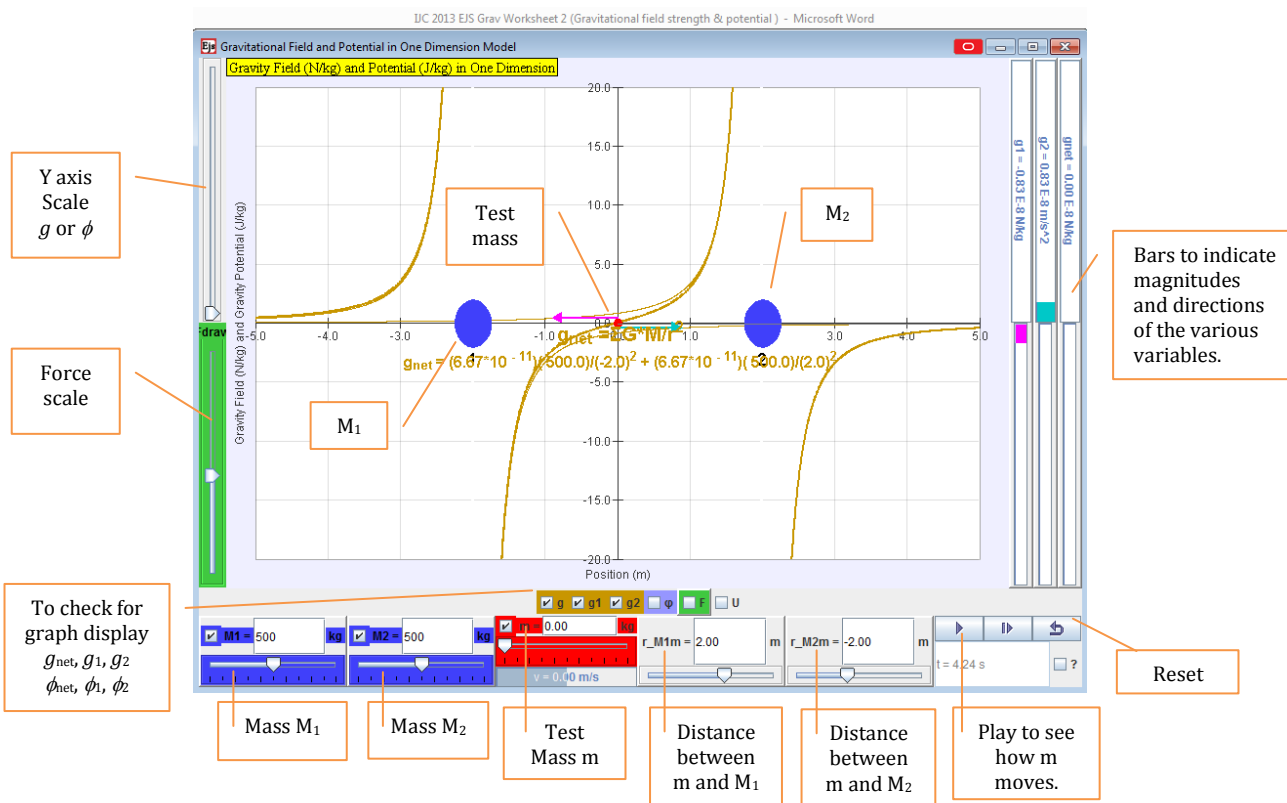 IJC 2013 EJS Grav Worksheet 2 (Gravitational field strength & potential ) - Microsoft Word
Ejs Gravitational Field and Potential in One Dimension Model
Gravity Field (N/kg) and Potential (J/kg) in One Dimension
Y axis
Scale
g or ϕ
Force
scale
Fdraw
Gravity Field (N/kg) and Gravity Potential (J/kg)
20.0
15.0
10.0
5.0
0.0
-5.0
-10.0
-15.0
-20.0
-5.0
-3.0
-1.0
1.0
3.0
4.0
5.0
Position (m)
Test
mass
M2
M1
1
2
gnet = (6.67*10 - 11)( 500.0)/(-2.0)2 + (6.67*10 - 11)( 500.0)/(2.0)2
g1 = -0.83 E-8 N/kg
g2 = 0.83 E-8 m/s^2
gnet = 0.00 E-8 N/kg
Bars to indicate
magnitudes
and directions
of the various
variables.
To check for
graph display
gnet, g1, g2
ϕnet, ϕ1, ϕ2
g g1 g2 φ F U
M1 = 500 kg
M2 = 500 kg
m = 0.00 kg
v = 0.00 m/s
r_M1m = 2.00 m
r_M2m = -2.00 m
t = 4.24 s
?
Reset
Mass M1
Mass M2
Test
Mass m
Distance
between
m and M1
Distance
between
m and M2
Play to see
how m
moves.